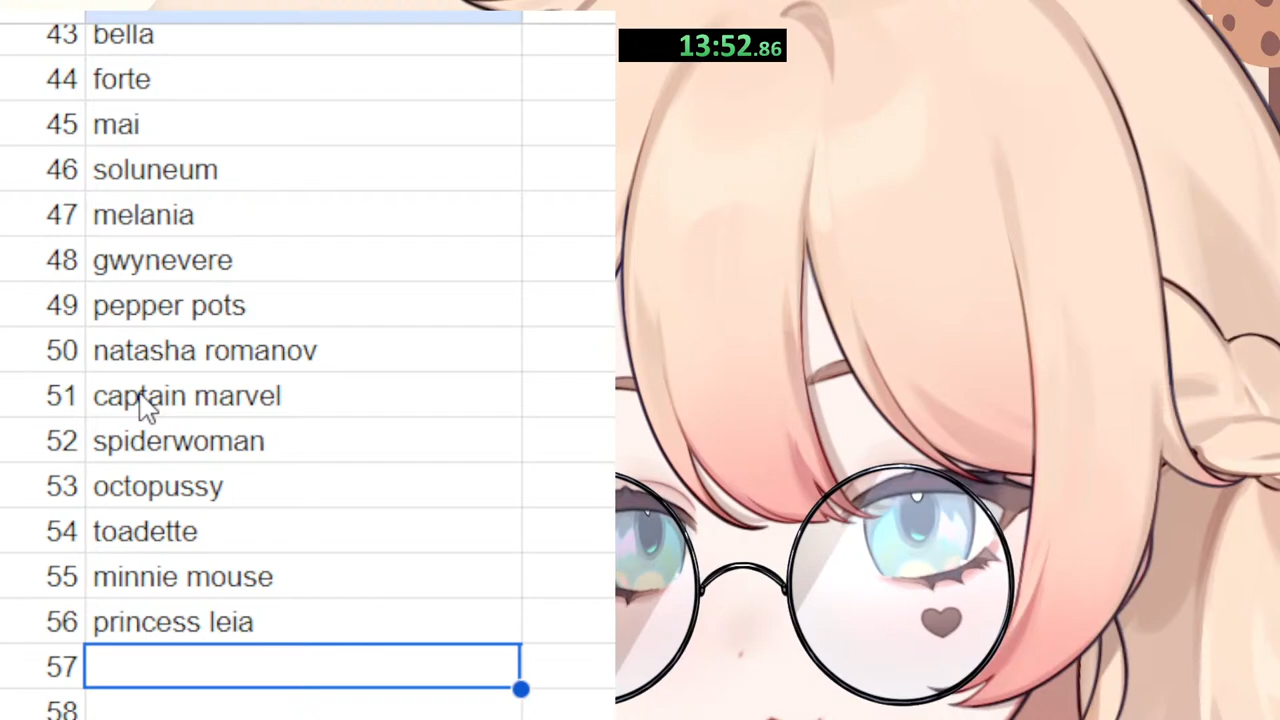 43 bella
13:52.86
44 forte
45 mai
46 soluneum
47 melania
48 gwynevere
49 pepper pots
50 natasha romanov
51 captain marvel
52 spiderwoman
53 octopussy
54 toadette
55 minnie mouse
56 princess leia
57
58